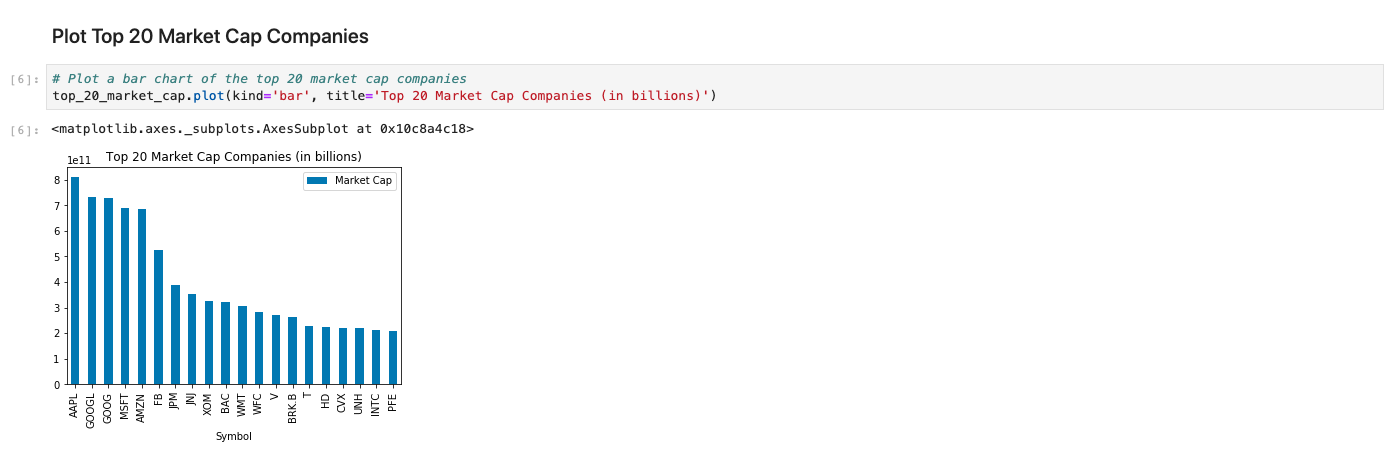 Plot Top 20 Market Cap Companies
[6]:
# Plot a bar chart of the top 20 market cap companies
top_20_market_cap.plot(kind='bar', title='Top 20 Market Cap Companies (in billions)')
[6]:
<matplotlib.axes._subplots.AxesSubplot at 0x10c8a4c18>
1e11
Top 20 Market Cap Companies (in billions)
Market Cap
8
7
6
5
4
3
2
1
0
AAPL
GOOGL
GOOG
MSFT
AMZN
FB
JPM
JNJ
XOM
BAC
WMT
WFC
V
BRK.B
T
HD
CVX
UNH
INTC
PFE
Symbol